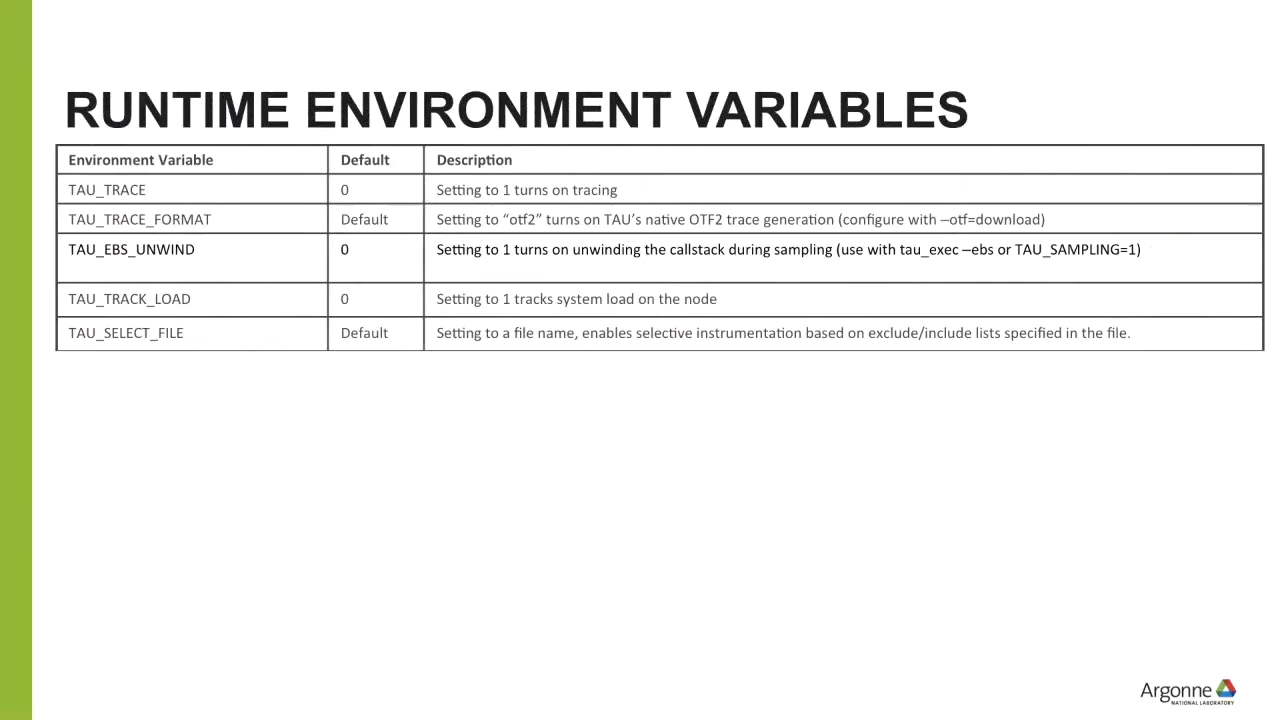 RUNTIME ENVIRONMENT VARIABLES
Environment Variable Default Description
TAU_TRACE 0 Setting to 1 turns on tracing
TAU_TRACE_FORMAT Default Setting to “otf2” turns on TAU’s native OTF2 trace generation (configure with –otf=download)
TAU_EBS_UNWIND 0 Setting to 1 turns on unwinding the callstack during sampling (use with tau_exec –ebs or TAU_SAMPLING=1)
TAU_TRACK_LOAD 0 Setting to 1 tracks system load on the node
TAU_SELECT_FILE Default Setting to a file name, enables selective instrumentation based on exclude/include lists specified in the file.
Argonne
NATIONAL LABORATORY